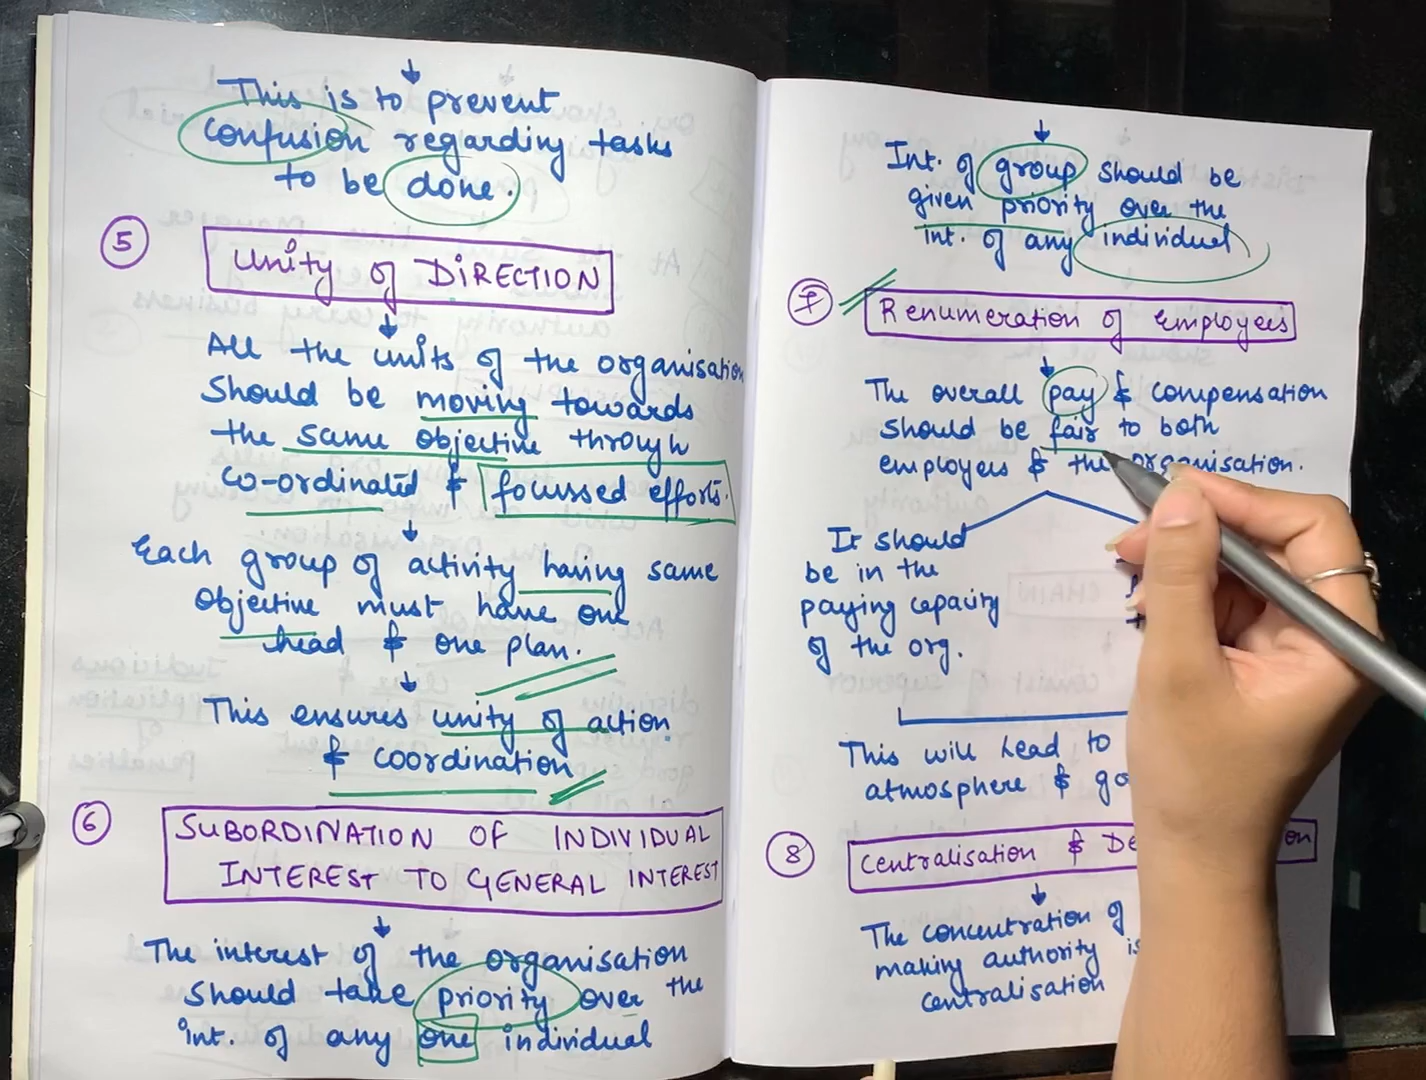 This is to prevent
confusion regarding tasks
to be done.
5 Unity of DIRECTION
All the units of the organisation
should be moving towards
the same objective through
co-ordinated & focussed efforts.
Each group of activity having same
objective must have one
head & one plan.
This ensures unity of action
& coordination
6 SUBORDINATION OF INDIVIDUAL
INTEREST TO GENERAL INTEREST
The interest of the organisation
should take priority over the
int. of any one individual
Int. of group should be
given priority over the
int. of any individual
7 Renumeration of employees
The overall pay & compensation
should be fair to both
employees & the organisation.
It should
be in the
paying capacity
of the org.
This will lead to
atmosphere &
8 Centralisation &
The concentration of
making authority
centralisation